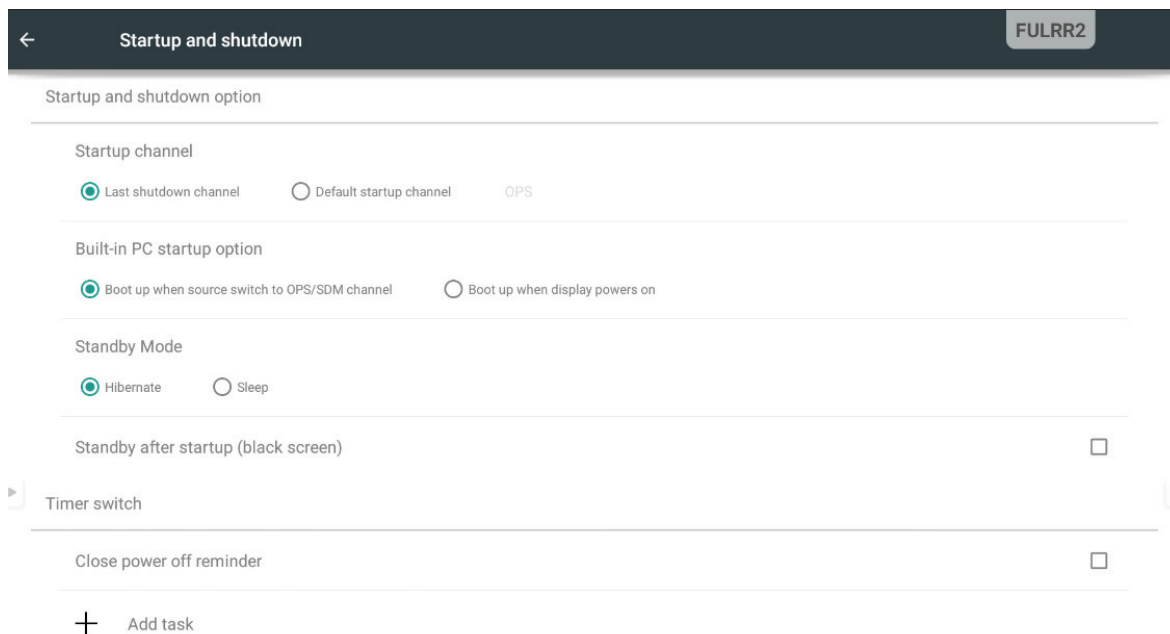 Startup and shutdown
FULRR2
Startup and shutdown option
Startup channel
Last shutdown channel Default startup channel OPS
Built-in PC startup option
Boot up when source switch to OPS/SDM channel Boot up when display powers on
Standby Mode
Hibernate Sleep
Standby after startup (black screen)
Timer switch
Close power off reminder
Add task